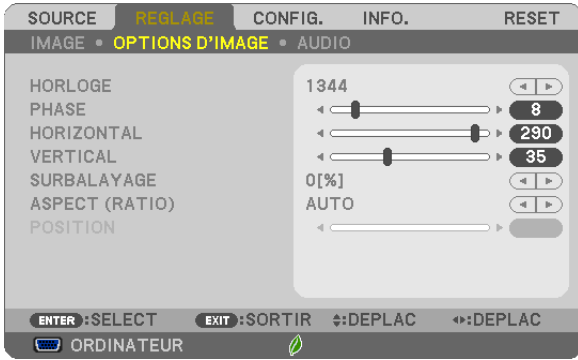 SOURCE REGLAGE CONFIG. INFO. RESET
IMAGE • OPTIONS D'IMAGE • AUDIO
HORLOGE 1344
PHASE 8
HORIZONTAL 290
VERTICAL 35
SURBALAYAGE 0[%]
ASPECT (RATIO) AUTO
POSITION
ENTER :SELECT EXIT :SORTIR :DEPLAC :DEPLAC
ORDINATEUR